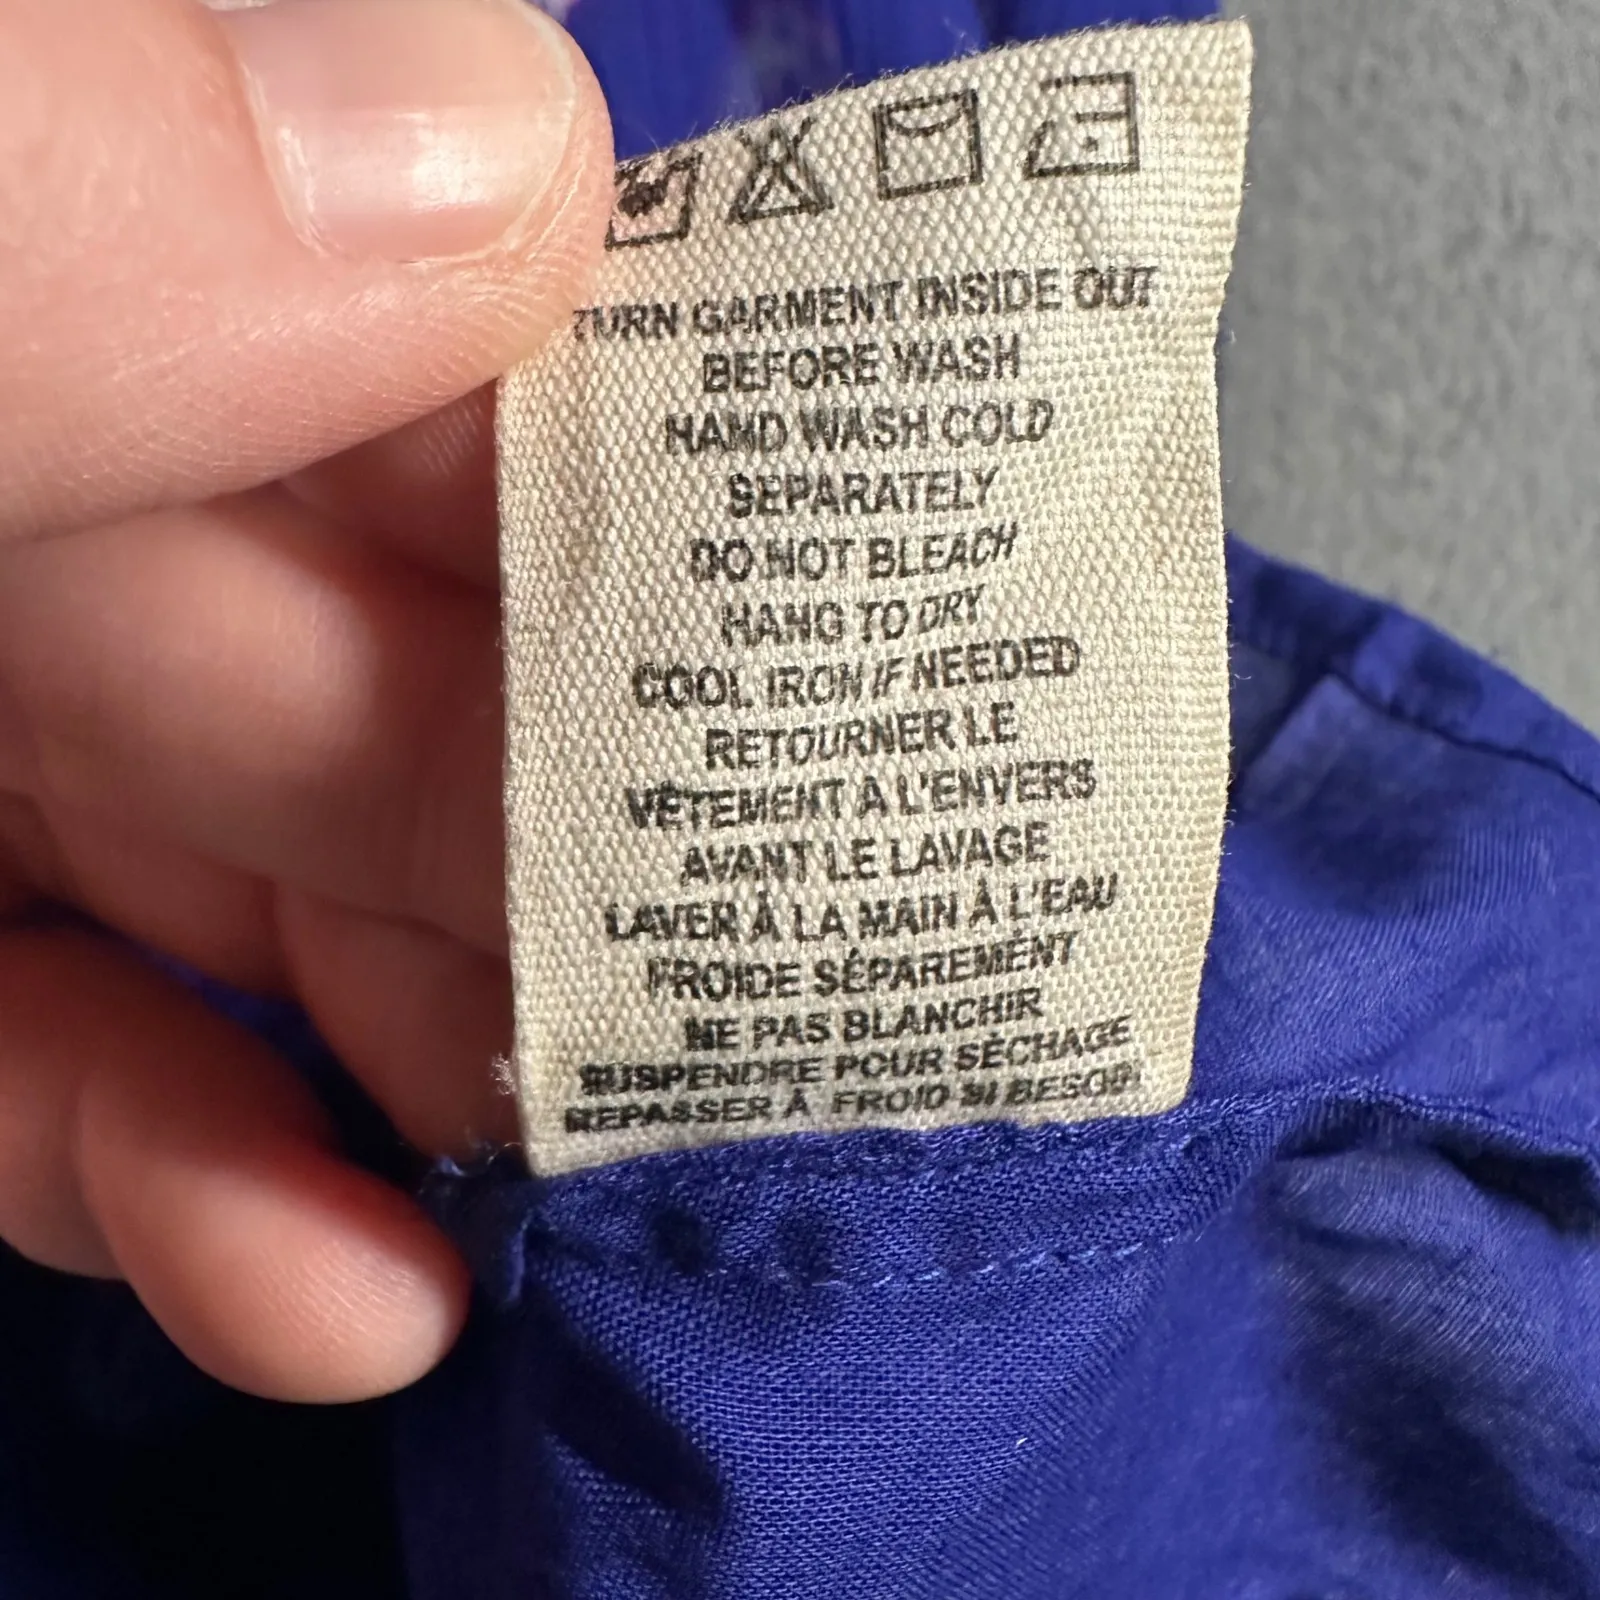 TURN GARMENT INSIDE OUT
BEFORE WASH
HAND WASH COLD
SEPARATELY
DO NOT BLEACH
HANG TO DRY
COOL IRON IF NEEDED
RETOURNER LE
VÊTEMENT A L'ENVERS
AVANT LE LAVAGE
LAVER À LA MAIN À L'EAU
FROIDE SÉPAREMENT
NE PAS BLANCHIR
SUSPENDRE POUR SÉCHAGE
REPASSER À FROID SI BESOIN